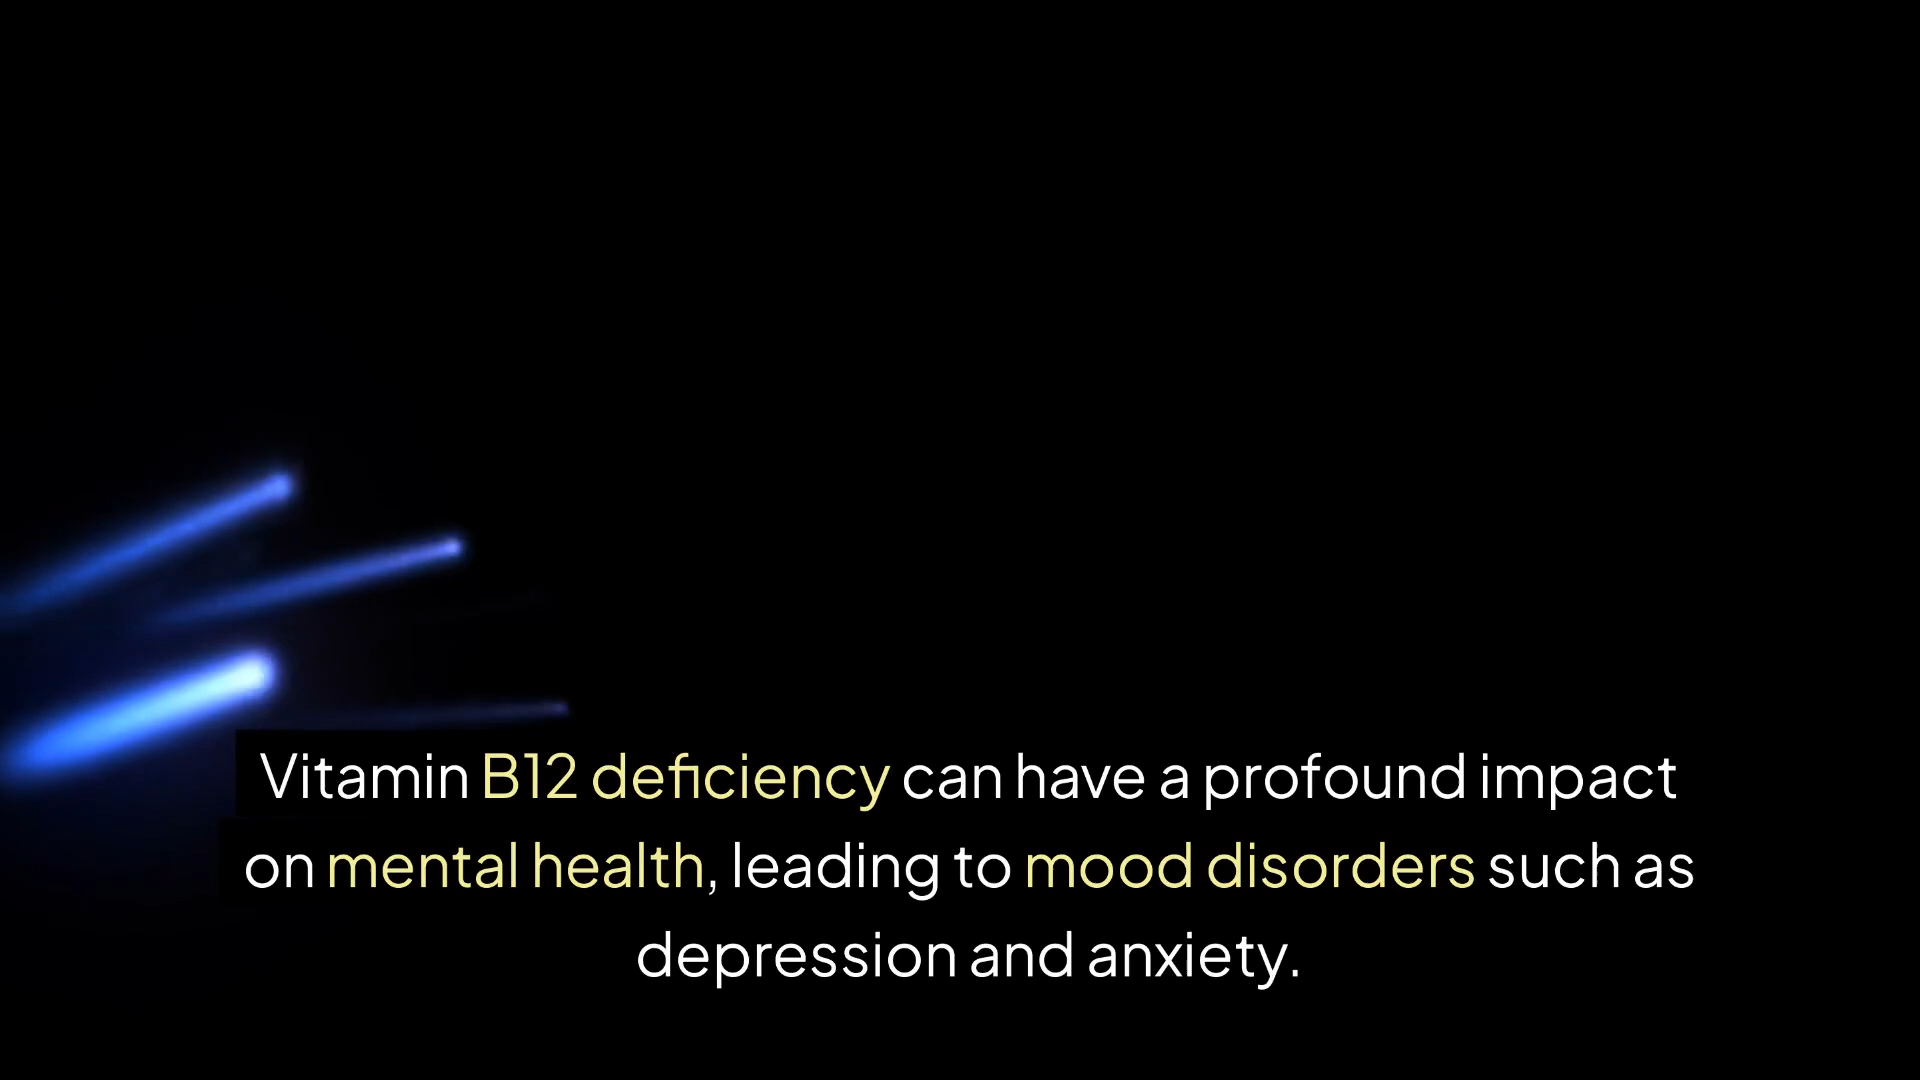 Vitamin B12 deficiency can have a profound impact
on mental health, leading to mood disorders such as
depression and anxiety.